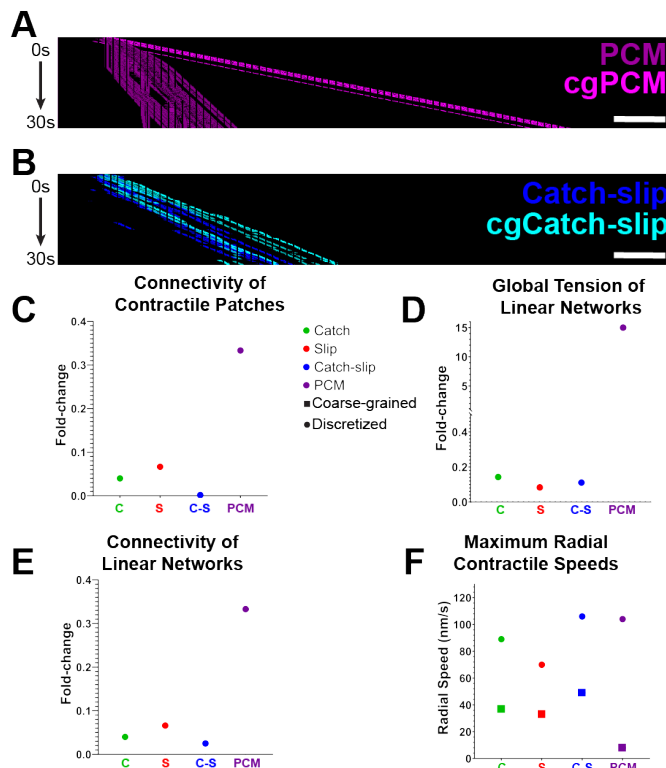 A
0s
PCM
cgPCM
30s
B
0s
Catch-slip
cgCatch-slip
30s
C
Connectivity of
Contractile Patches
Fold-change
0.4
0.3
0.2
0.1
0.0
C S C-S PCM
Catch
Slip
Catch-slip
PCM
Coarse-grained
Discretized
D
Global Tension of
Linear Networks
Fold-change
15
10
5
0.4
0.2
0.0
C S C-S PCM
E
Connectivity of
Linear Networks
Fold-change
0.4
0.3
0.2
0.1
0.0
C S C-S PCM
F
Maximum Radial
Contractile Speeds
Radial Speed (nm/s)
120
100
80
60
40
20
0
C S C-S PCM